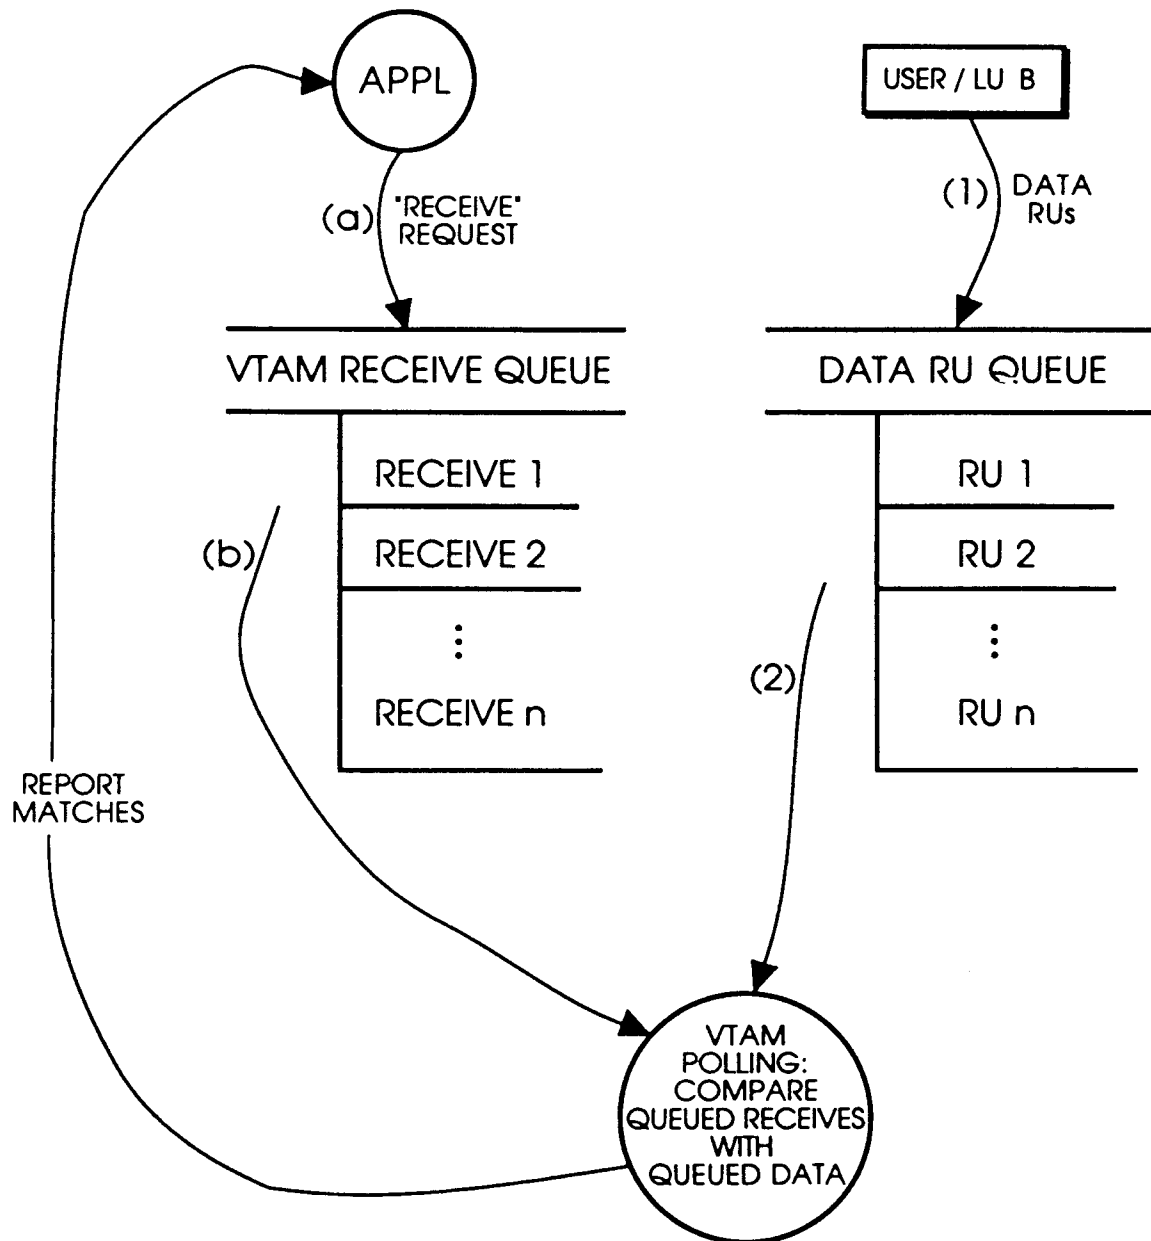 APPL
USER / LU B
(a)
"RECEIVE"
REQUEST
(1)
DATA
RUs
VTAM RECEIVE QUEUE
DATA RU QUEUE
RECEIVE 1
RU 1
(b)
RECEIVE 2
RU 2
⋮
⋮
(2)
RECEIVE n
RU n
REPORT
MATCHES
VTAM
POLLING:
COMPARE
QUEUED RECEIVES
WITH
QUEUED DATA